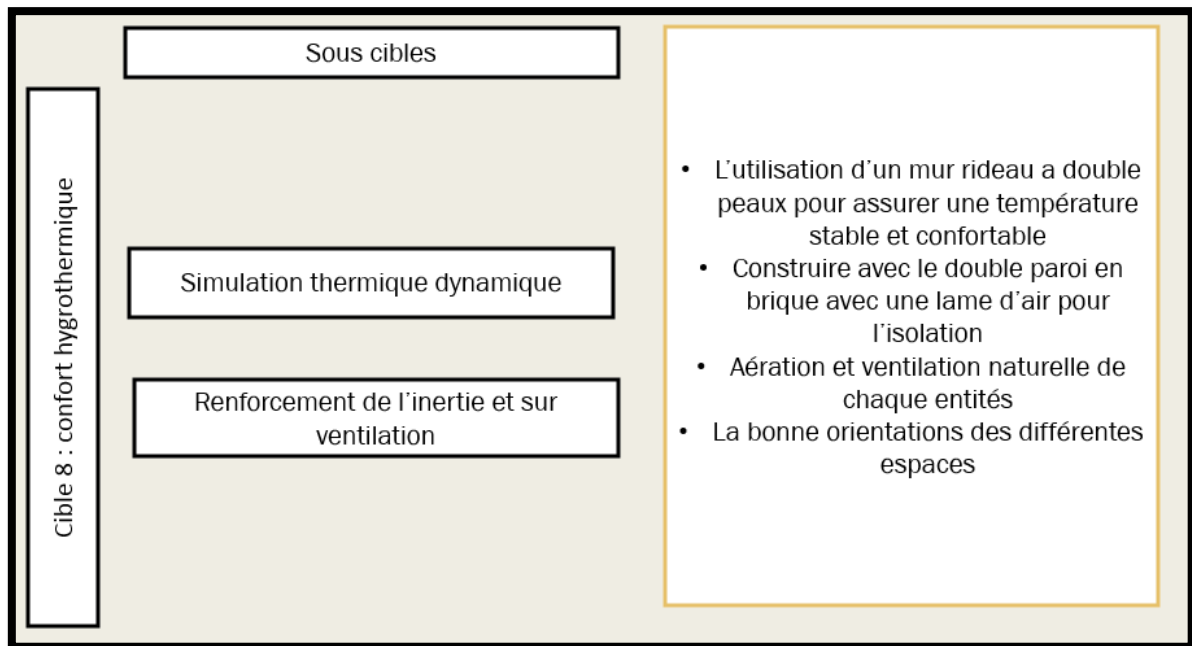 Sous cibles
Cible 8 : confort hygrothermique
Simulation thermique dynamique
Renforcement de l'inertie et sur
ventilation
• L'utilisation d'un mur rideau a double
peaux pour assurer une température
stable et confortable
• Construire avec le double paroi en
brique avec une lame d'air pour
l'isolation
• Aération et ventilation naturelle de
chaque entités
• La bonne orientations des différentes
espaces